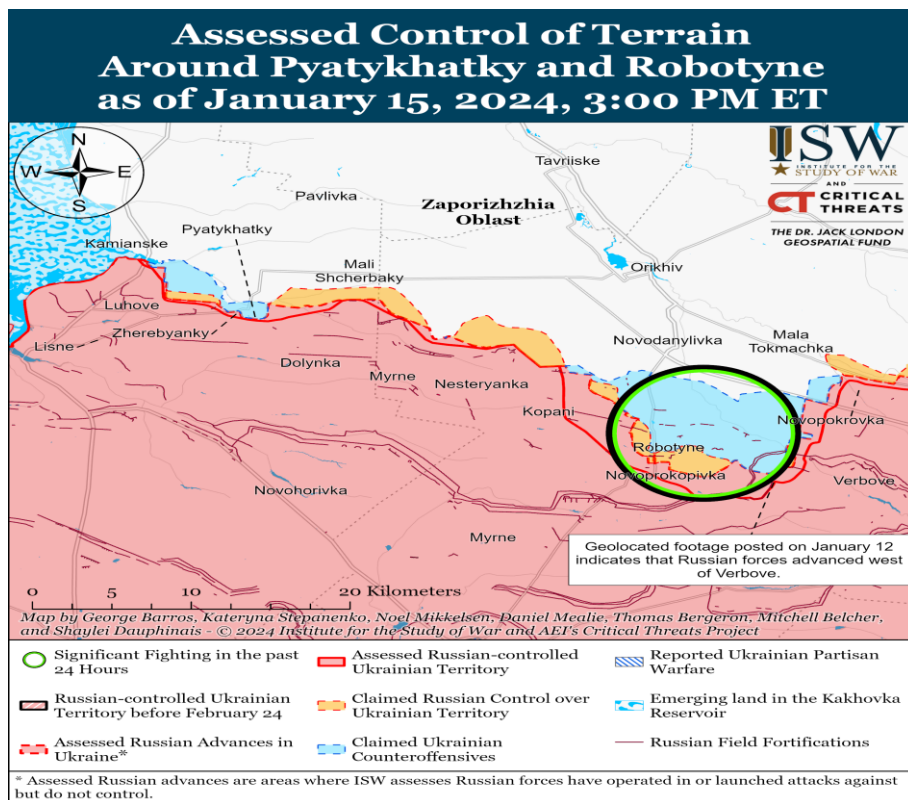 Assessed Control of Terrain
Around Pyatykhatky and Robotyne
as of January 15, 2024, 3:00 PM ET
N
W
E
S
ISW
INSTITUTE FOR THE
STUDY OF WAR
AND
CT CRITICAL
THREATS
THE DR. JACK LONDON
GEOSPATIAL FUND
Tavriiske
Pavlivka
Zaporizhzhia
Oblast
Pyatykhatky
Kamianske
Mali
Shcherbaky
Orikhiv
Luhove
Zherebyanky
Lisne
Novodanylivka
Mala
Tokmachka
Dolynka
Myrne
Nesteryanka
Kopani
Novopokrovka
Robotyne
Novoprokopivka
Verbove
Novohorivka
Myrne
Geolocated footage posted on January 12
indicates that Russian forces advanced west
of Verbove.
0 5 10 20 Kilometers
Map by George Barros, Kateryna Stepanenko, Noel Mikkelsen, Daniel Mealie, Thomas Bergeron, Mitchell Belcher,
and Shaylei Dauphinais - © 2024 Institute for the Study of War and AEI's Critical Threats Project
Significant Fighting in the past
24 Hours
Assessed Russian-controlled
Ukrainian Territory
Reported Ukrainian Partisan
Warfare
Russian-controlled Ukrainian
Territory before February 24
Claimed Russian Control over
Ukrainian Territory
Emerging land in the Kakhovka
Reservoir
Assessed Russian Advances in
Ukraine*
Claimed Ukrainian
Counteroffensives
Russian Field Fortifications
* Assessed Russian advances are areas where ISW assesses Russian forces have operated in or launched attacks against
but do not control.